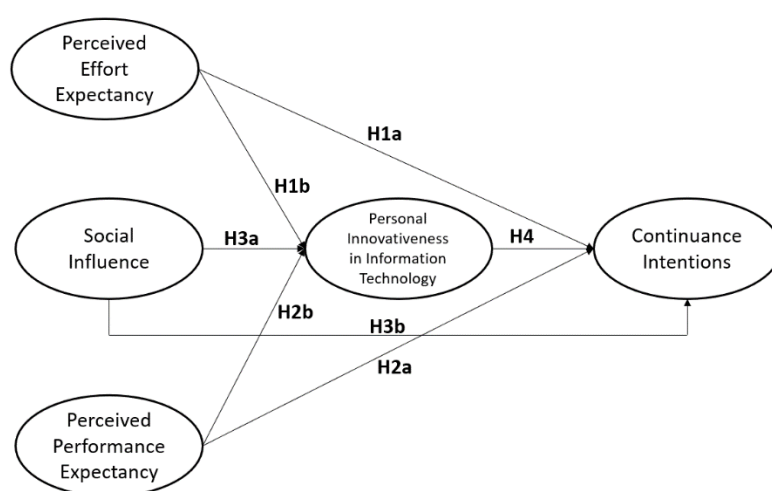 Perceived
Effort
Expectancy
H1a
H1b
Social
Influence
H3a
Personal
Innovativeness
in Information
Technology
H4
Continuance
Intentions
H2b
H3b
H2a
Perceived
Performance
Expectancy